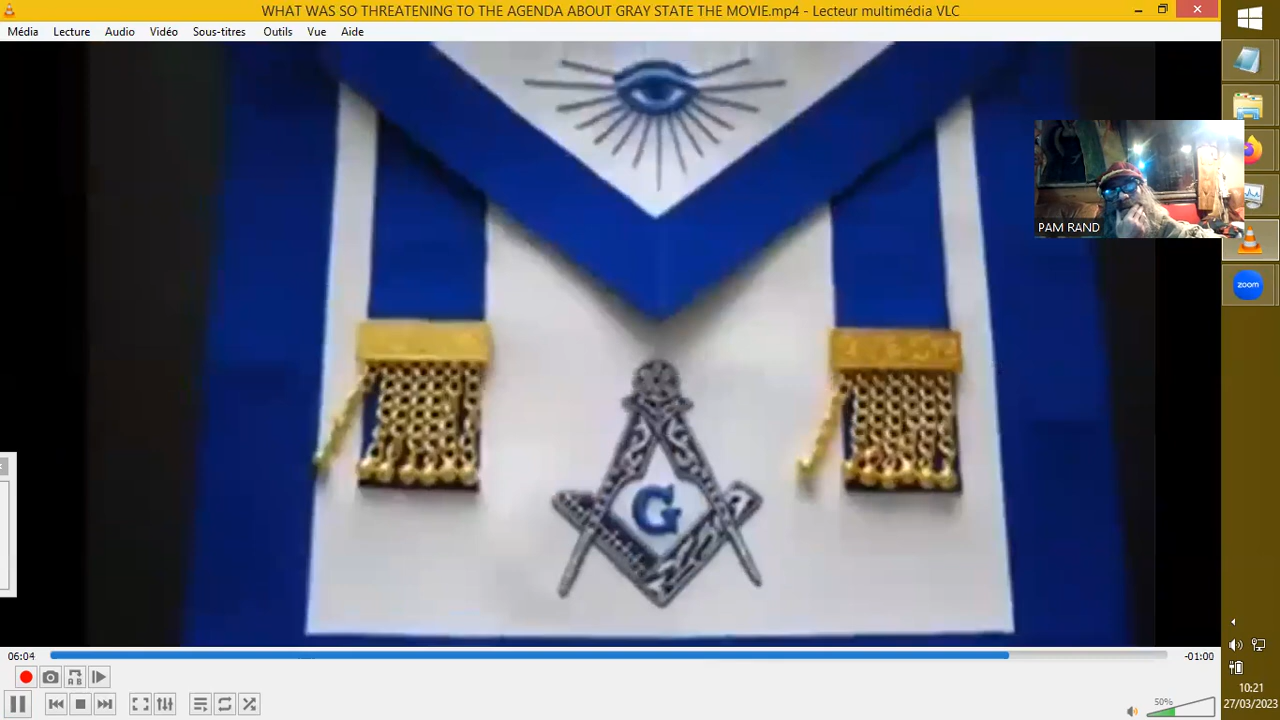 WHAT WAS SO THREATENING TO THE AGENDA ABOUT GRAY STATE THE MOVIE.mp4 - Lecteur multimédia VLC
Média Lecture Audio Vidéo Sous-titres Outils Vue Aide
PAM RAND
zoom
G
06:04
-01:00
A B
50%
10:21
27/03/2023